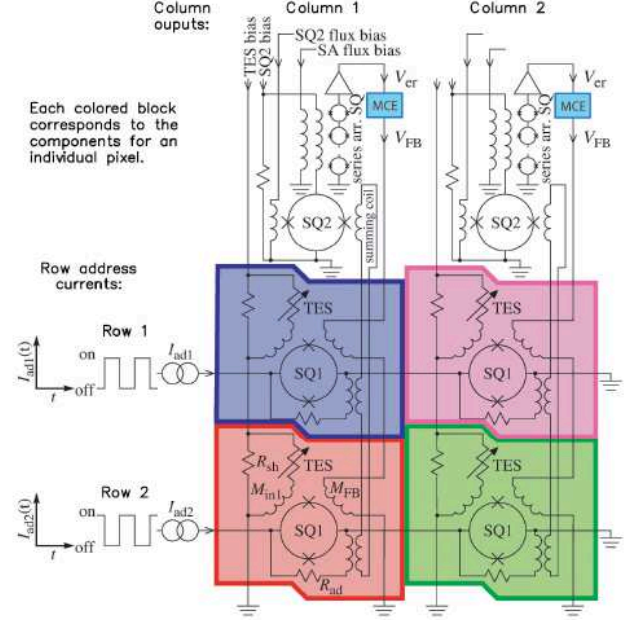 Column ouputs:
Column 1
Column 2
TES bias
SQ2 bias
SQ2 flux bias
SA flux bias
series arr. SQ
V_er
MCE
V_FB
series arr. SQ
V_er
MCE
V_FB
Each colored block
corresponds to the
components for an
individual pixel.
SQ2
summing coil
SQ2
Row address
currents:
TES
TES
Row 1
I_ad1(t)
on
off
t
I_ad1
SQ1
SQ1
R_sh
TES
TES
M_in1
M_FB
Row 2
I_ad2(t)
on
off
t
I_ad2
SQ1
SQ1
R_ad